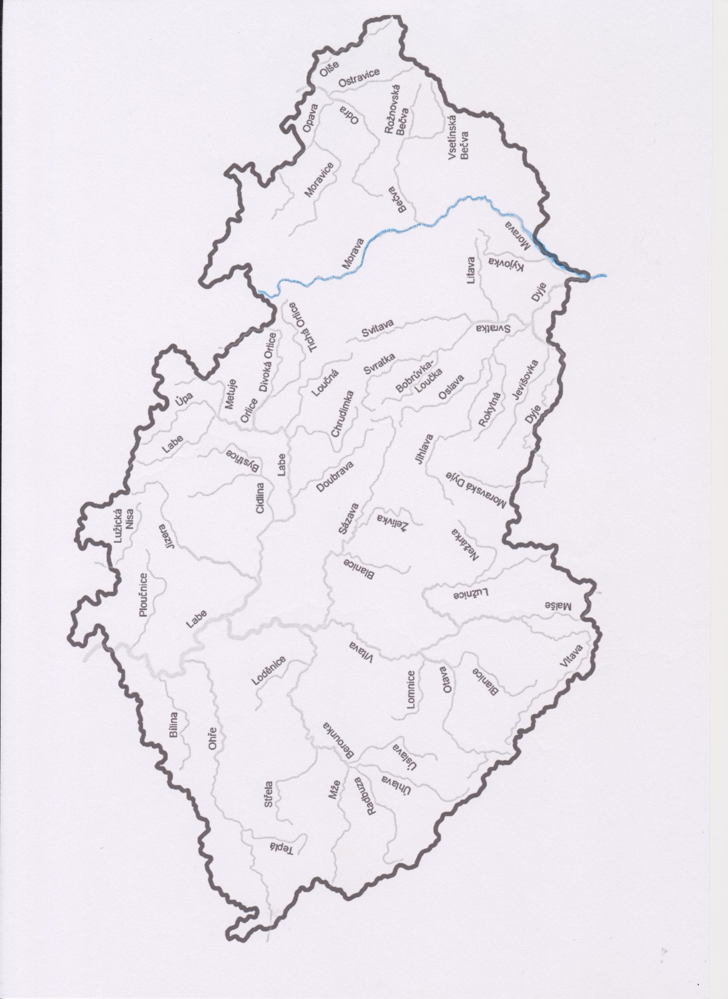 Olše
Ostravice
Opava
Odra
Rožnovská
Bečva
Vsetínská
Bečva
Moravice
Bečva
Morava
Morava
Kyjovka
Litava
Dyje
Tichá Orlice
Divoká Orlice
Svitava
Svratka
Svratka
Loučná
Bobrůvka-
Loučka
Oslava
Jevišovka
Rokytná
Dyje
Úpa
Metuje
Orlice
Chrudimka
Labe
Bystřice
Labe
Doubrava
Jihlava
Moravská Dyje
Cidlina
Lužická
Nisa
Jizera
Sázava
Želivka
Nežárka
Blanice
Ploučnice
Lužnice
Malše
Labe
Vltava
Vltava
Loděnice
Lomnice
Otava
Blanice
Bílina
Ohře
Berounka
Úslava
Střela
Mže
Radbuza
Úhlava
Teplá